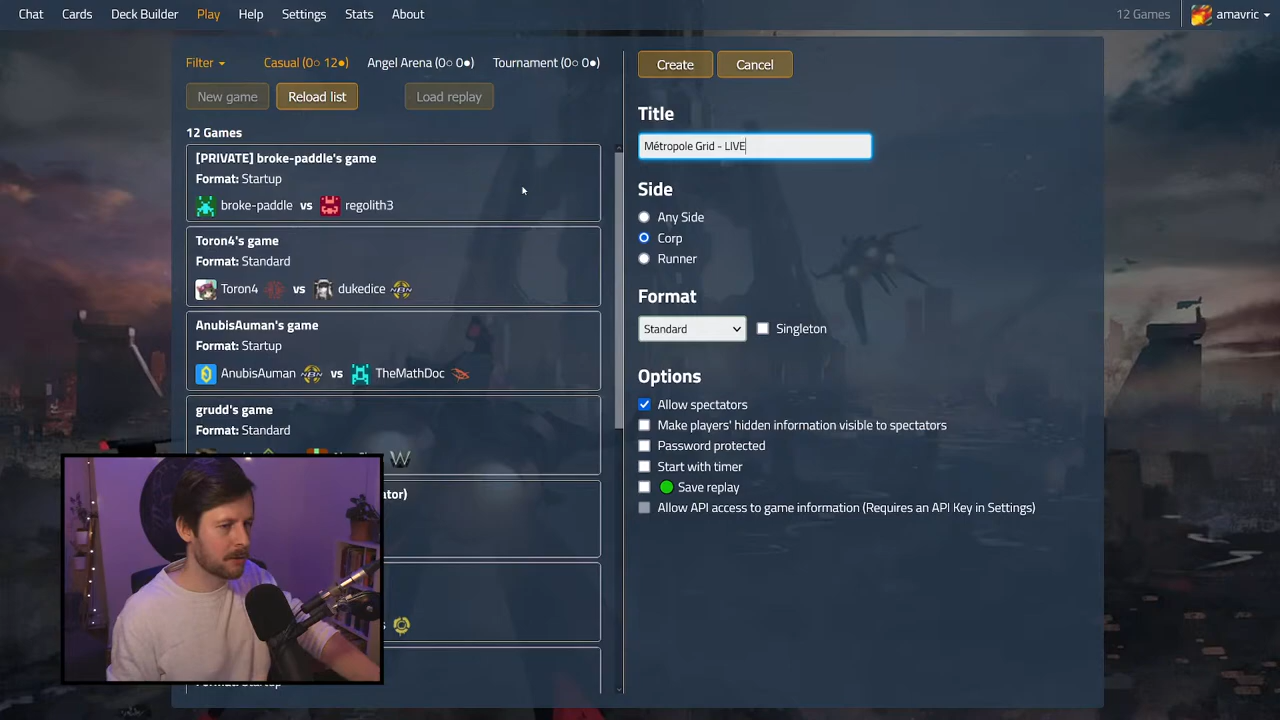 Chat Cards Deck Builder Play Help Settings Stats About 12 Games amavric
Filter Casual (0○ 12●) Angel Arena (0○ 0●) Tournament (0○ 0●)
New game Reload list Load replay
12 Games
[PRIVATE] broke-paddle's game
Format: Startup
broke-paddle vs regolith3
Toron4's game
Format: Standard
Toron4 vs dukedice
AnubisAuman's game
Format: Startup
AnubisAuman vs TheMathDoc
grudd's game
Format: Standard
Create Cancel
Title
Métropole Grid - LIVE
Side
Any Side
Corp
Runner
Format
Standard Singleton
Options
Allow spectators
Make players' hidden information visible to spectators
Password protected
Start with timer
Save replay
Allow API access to game information (Requires an API Key in Settings)